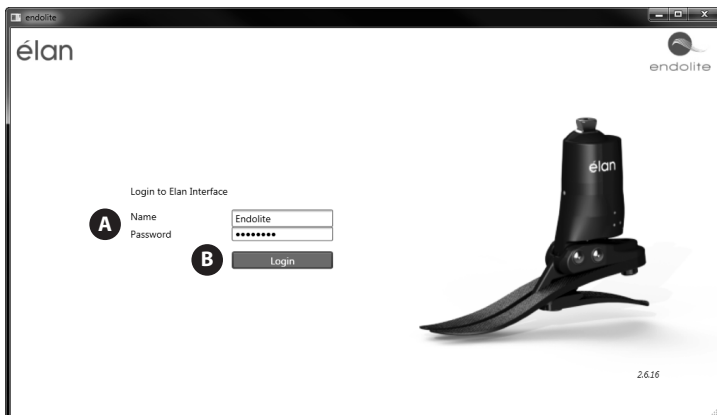 endolite
élan
endolite
élan
Login to Elan Interface
A
Name
Endolite
Password
••••••••
B
Login
2.6.16